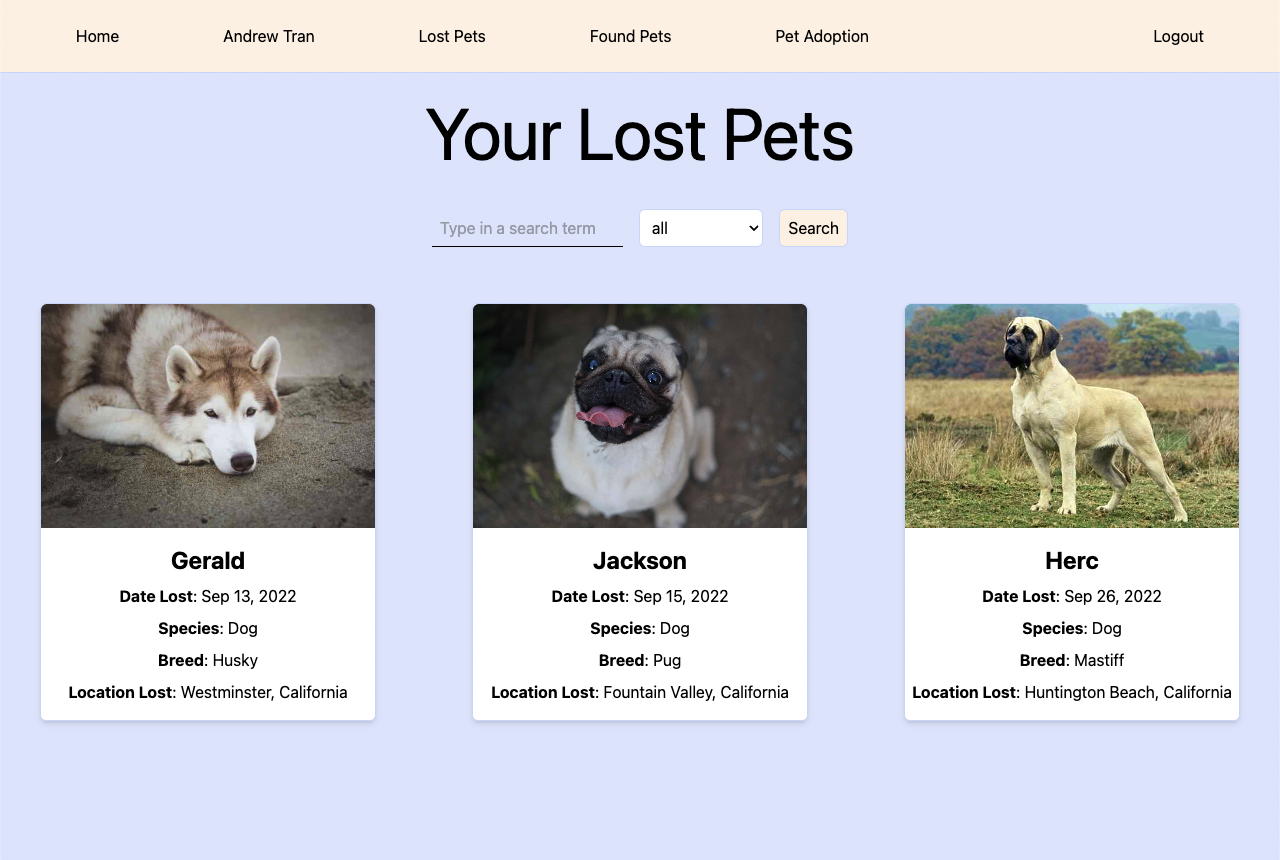 Home Andrew Tran Lost Pets Found Pets Pet Adoption Logout
Your Lost Pets
Type in a search term all Search
Gerald
Date Lost: Sep 13, 2022
Species: Dog
Breed: Husky
Location Lost: Westminster, California
Jackson
Date Lost: Sep 15, 2022
Species: Dog
Breed: Pug
Location Lost: Fountain Valley, California
Herc
Date Lost: Sep 26, 2022
Species: Dog
Breed: Mastiff
Location Lost: Huntington Beach, California